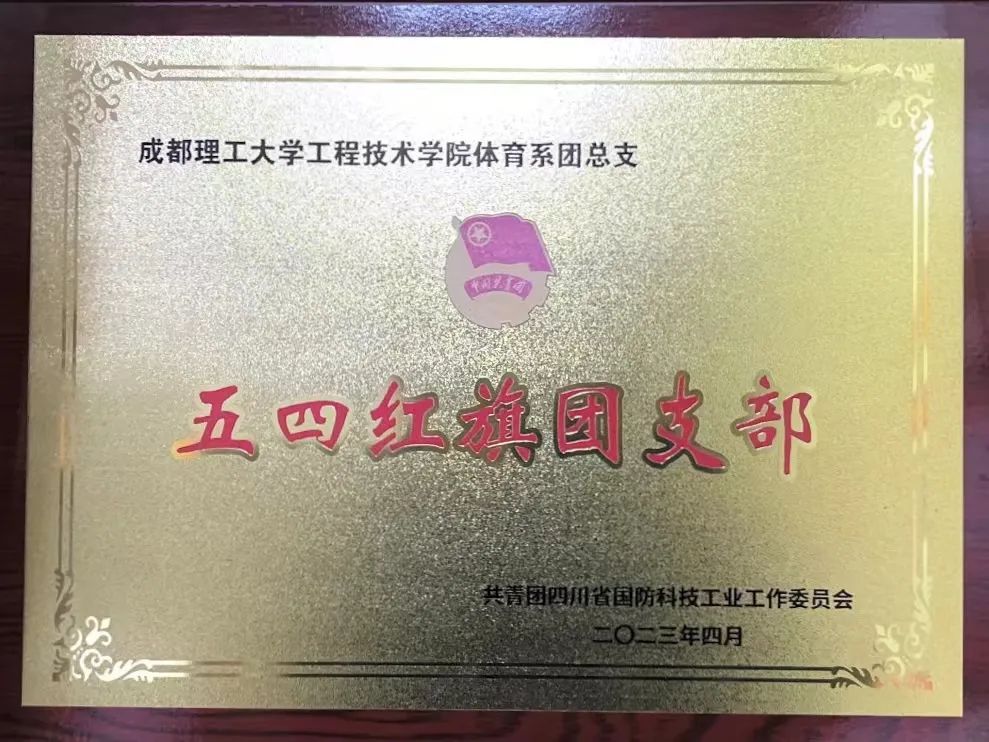 成都理工大学工程技术学院体育系团总支
中国共青团
五四红旗团支部
共青团四川省国防科技工业工作委员会
二〇二三年四月